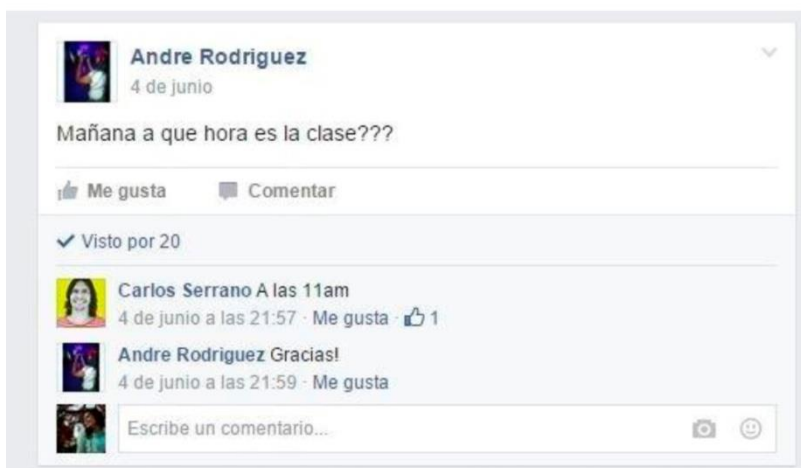 Andre Rodriguez
4 de junio
Mañana a que hora es la clase???
Me gusta Comentar
Visto por 20
Carlos Serrano A las 11am
4 de junio a las 21:57 · Me gusta · 1
Andre Rodriguez Gracias!
4 de junio a las 21:59 · Me gusta
Escribe un comentario...